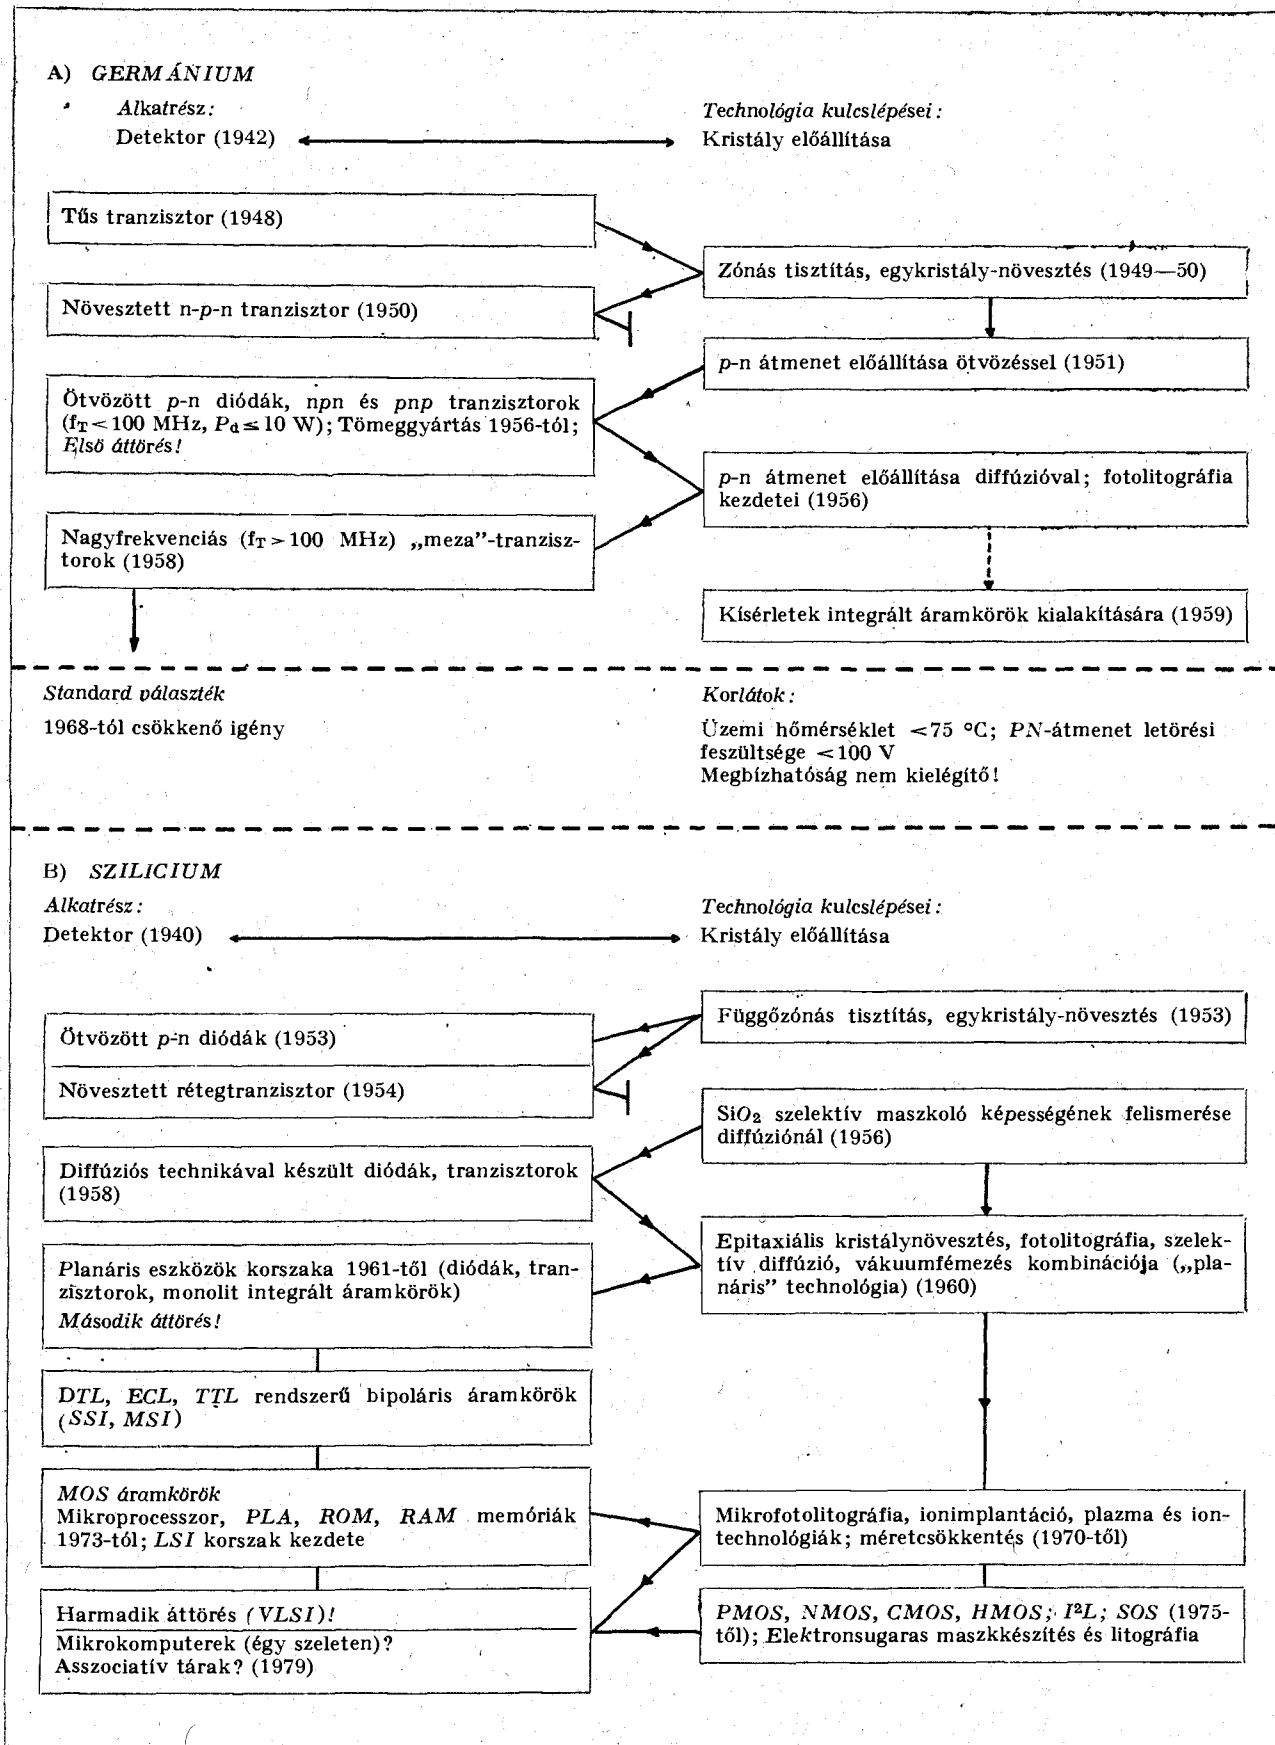 A) GERMÁNIUM
Alkatrész:
Detektor (1942)
Technológia kulcslépései:
Kristály előállítása
Tűs tranzisztor (1948)
Zónás tisztítás, egykristály-növesztés (1949—50)
Növesztett n-p-n tranzisztor (1950)
p-n átmenet előállítása ötvözéssel (1951)
Ötvözött p-n diódák, npn és pnp tranzisztorok
(fT < 100 MHz, Pd ≤ 10 W); Tömeggyártás 1956-tól;
Első áttörés!
p-n átmenet előállítása diffúzióval; fotolitográfia
kezdetei (1956)
Nagyfrekvenciás (fT > 100 MHz) „meza”-tranzisz-
torok (1958)
Kísérletek integrált áramkörök kialakítására (1959)
Standard választék
1968-tól csökkenő igény
Korlátok:
Üzemi hőmérséklet <75 °C; PN-átmenet letörési
feszültsége <100 V
Megbízhatóság nem kielégítő!
B) SZILICIUM
Alkatrész:
Detektor (1940)
Technológia kulcslépései:
Kristály előállítása
Függőzónás tisztítás, egykristály-növesztés (1953)
Ötvözött p-n diódák (1953)
Növesztett rétegtranzisztor (1954)
SiO₂ szelektív maszkoló képességének felismerése
diffúziónál (1956)
Diffúziós technikával készült diódák, tranzisztorok
(1958)
Epitaxiális kristálynövesztés, fotolitográfia, szelek-
tív diffúzió, vákuumfémezés kombinációja („pla-
náris” technológia) (1960)
Planáris eszközök korszaka 1961-től (diódák, tran-
zisztorok, monolit integrált áramkörök)
Második áttörés!
DTL, ECL, TTL rendszerű bipoláris áramkörök
(SSI, MSI)
MOS áramkörök
Mikroprocesszor, PLA, ROM, RAM memóriák
1973-tól; LSI korszak kezdete
Mikrofotolitográfia, ionimplantáció, plazma és ion-
technológiák; méretcsökkentés (1970-től)
Harmadik áttörés (VLSI)!
Mikrokomputerek (égy szeleten)?
Asszociatív tárak? (1979)
PMOS, NMOS, CMOS, HMOS; I²L; SOS (1975-
től); Elektronsugaras maszkkészítés és litográfia